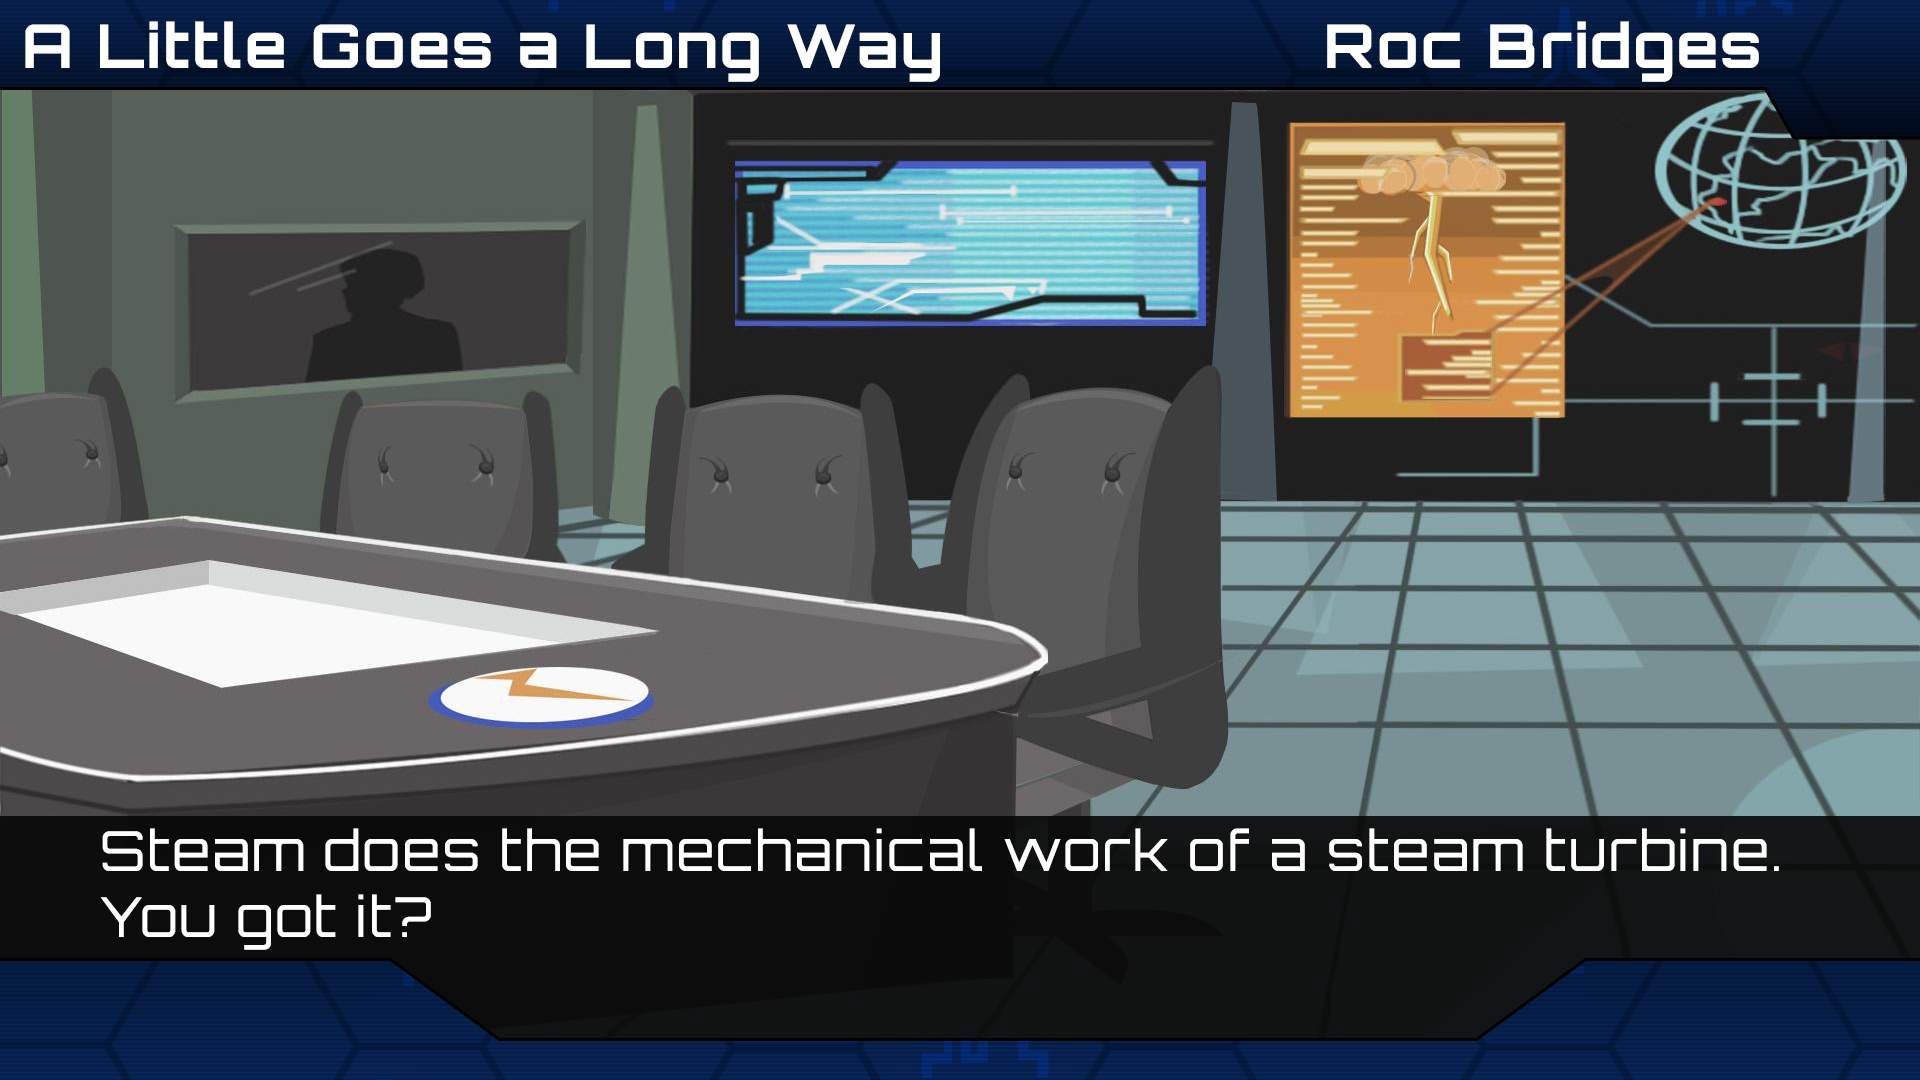 A Little Goes a Long Way
Roc Bridges
Steam does the mechanical work of a steam turbine.
You got it?